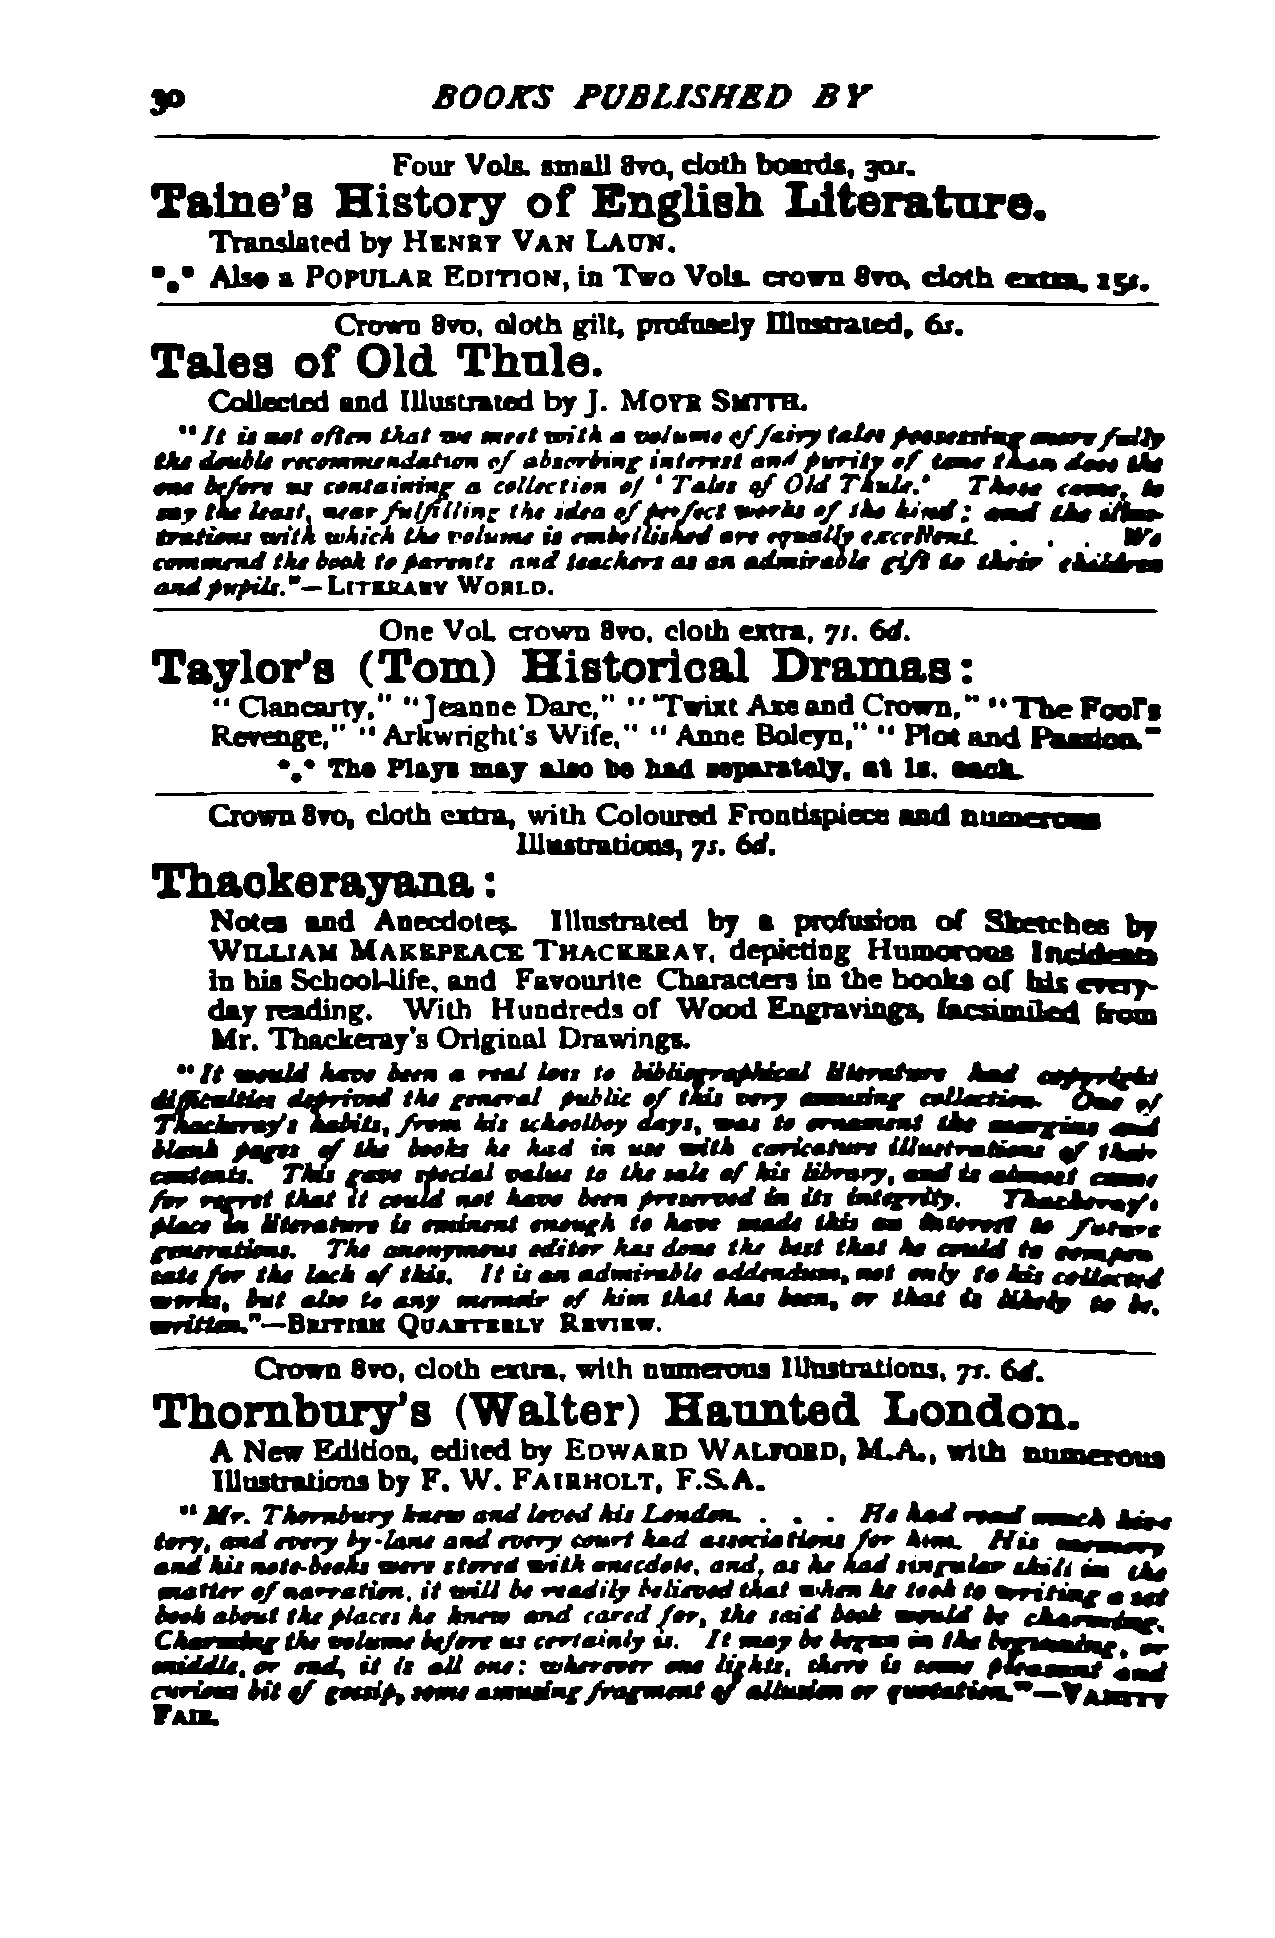 30 BOOKS PUBLISHED BY
Four Vols. small 8vo, cloth boards, 30s.
Taine's History of English Literature.
Translated by HENRY VAN LAUN.
*.* Also a POPULAR EDITION, in Two Vols. crown 8vo, cloth extra, 15s.
Crown 8vo, cloth gilt, profusely Illustrated, 6s.
Tales of Old Thule.
Collected and Illustrated by J. MOYR SMITH.
"It is not often that we meet with a volume of fairy tales possessing more fully
the double recommendation of absorbing interest and purity of tone than does the
one before us containing a collection of 'Tales of Old Thule.' These come, to
say the least, near fulfilling the idea of perfect works of the kind; and the illus-
trations with which the volume is embellished are equally excellent. . . . We
commend the book to parents and teachers as an admirable gift to their children
and pupils."—LITERARY WORLD.
One Vol. crown 8vo, cloth extra, 7s. 6d.
Taylor's (Tom) Historical Dramas:
"Clancarty," "Jeanne Darc," "'Twixt Axe and Crown," "The Fool's
Revenge," "Arkwright's Wife," "Anne Boleyn," "Plot and Passion."
*.* The Plays may also be had separately, at 1s. each.
Crown 8vo, cloth extra, with Coloured Frontispiece and numerous
Illustrations, 7s. 6d.
Thackerayana:
Notes and Anecdotes. Illustrated by a profusion of Sketches by
WILLIAM MAKEPEACE THACKERAY, depicting Humorous Incidents
in his School-life, and Favourite Characters in the books of his every-
day reading. With Hundreds of Wood Engravings, facsimiled from
Mr. Thackeray's Original Drawings.
"It would have been a real loss to bibliographical literature had copyright
difficulties deprived the general public of this very amusing collection. One of
Thackeray's habits, from his schoolboy days, was to ornament the margins and
blank pages of the books he had in use with caricature illustrations of their
contents. This gave special value to the sale of his library, and is almost cause
for regret that it could not have been preserved in its integrity. Thackeray's
place in literature is eminent enough to have made this an interest to future
generations. The anonymous editor has done the best that he could to compen-
sate for the lack of this. It is an admirable addendum, not only to his collected
works, but also to any memoir of him that has been, or that is likely to be,
written."—BRITISH QUARTERLY REVIEW.
Crown 8vo, cloth extra, with numerous Illustrations, 7s. 6d.
Thornbury's (Walter) Haunted London.
A New Edition, edited by EDWARD WALFORD, M.A., with numerous
Illustrations by F. W. FAIRHOLT, F.S.A.
"Mr. Thornbury knew and loved his London. . . . He had read much his-
tory, and every by-lane and every court had associations for him. His memory
and his note-books were stored with anecdote, and, as he had singular skill in the
matter of narration, it will be readily believed that when he took to writing a set
book about the places he knew and cared for, the said book would be charming.
Charming the volume before us certainly is. It may be begun in the beginning, or
middle, or end, it is all one: wherever one lights, there is some pleasant and
curious bit of gossip, some amusing fragment of allusion or quotation."—VANITY
FAIR.